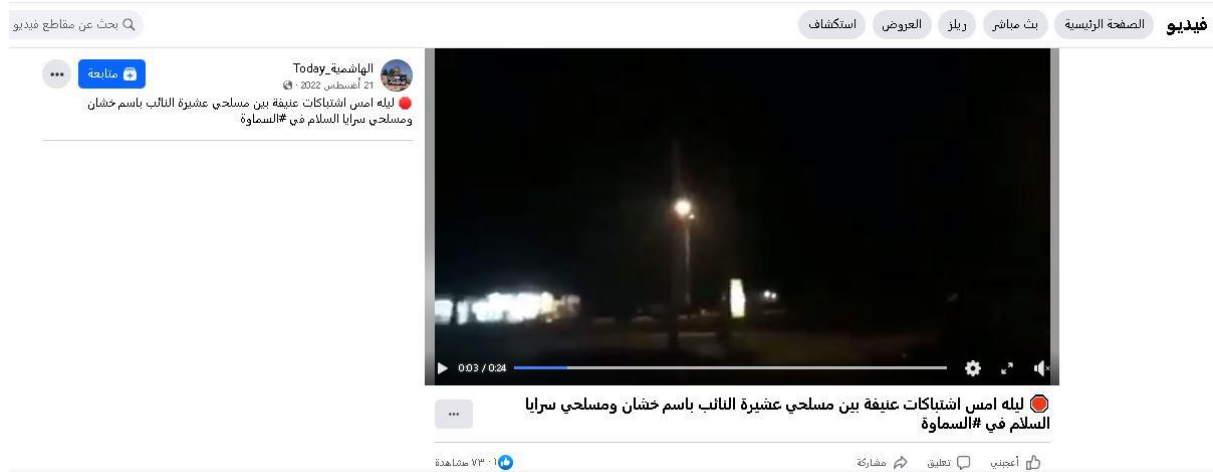 فيديو
الصفحة الرئيسية
بث مباشر
ريلز
العروض
استكشاف
بحث عن مقاطع فيديو
الهاشمية_Today
21 أغسطس 2022 ·
متابعة
ليله امس اشتباكات عنيفة بين مسلحي عشيرة النائب باسم خشان
ومسلحي سرايا السلام في #السماوة
0:03 / 0:24
ليله امس اشتباكات عنيفة بين مسلحي عشيرة النائب باسم خشان ومسلحي سرايا
السلام في #السماوة
أعجبني
تعليق
مشاركة
١ · ٧٣ مشاهدة